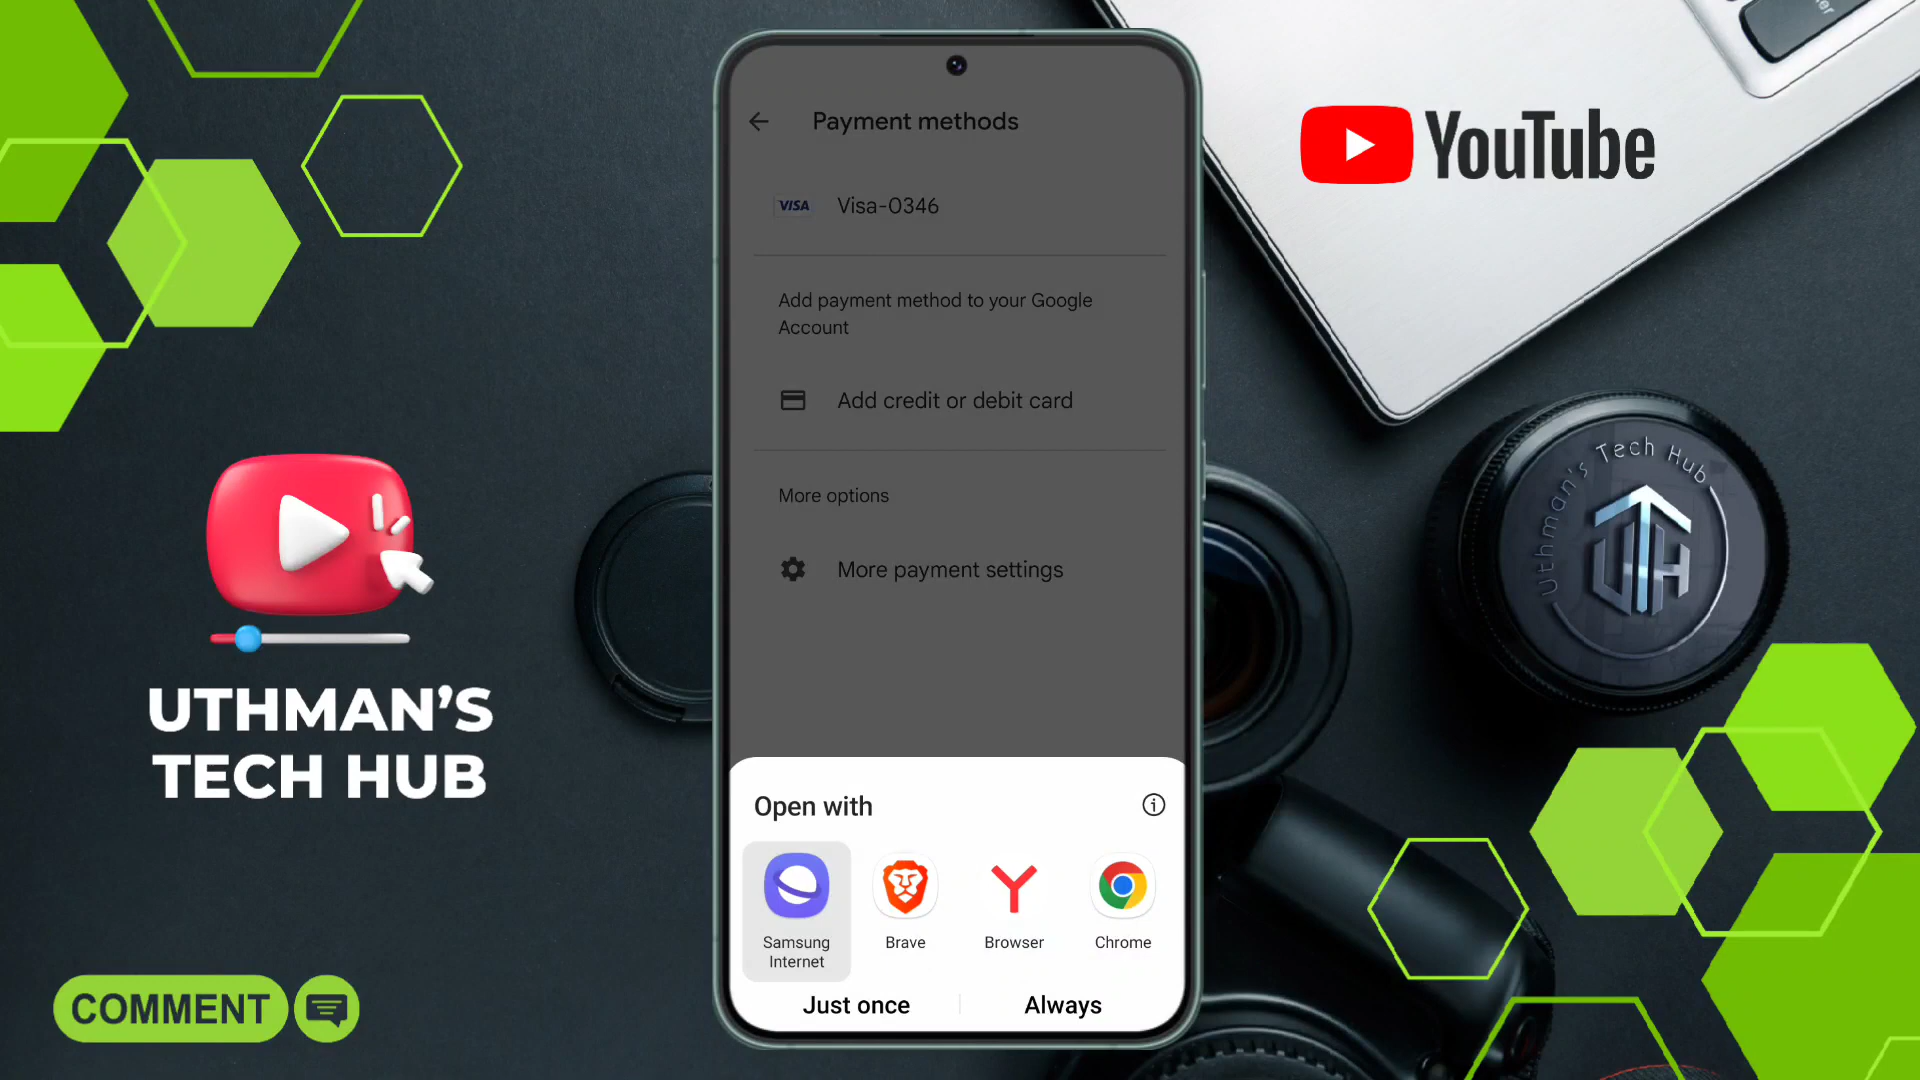 Payment methods
VISA
Visa-0346
Add payment method to your Google
Account
Add credit or debit card
More options
More payment settings
Open with
Samsung
Internet
Brave
Browser
Chrome
Just once
Always
YouTube
Uthman's Tech Hub
UTH
UTHMAN'S
TECH HUB
COMMENT